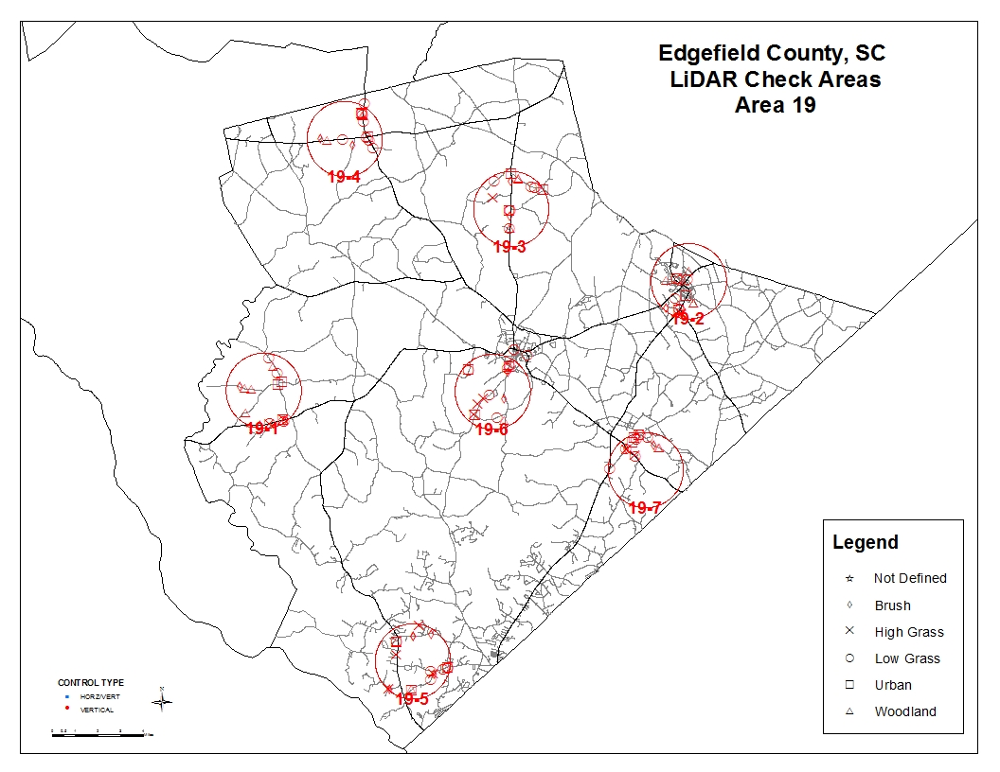 Edgefield County, SC
LiDAR Check Areas
Area 19
19-4
19-3
19-2
19-1
19-6
19-7
19-5
Legend
Not Defined
Brush
High Grass
Low Grass
Urban
Woodland
CONTROL TYPE
HORZ/VERT
VERTICAL